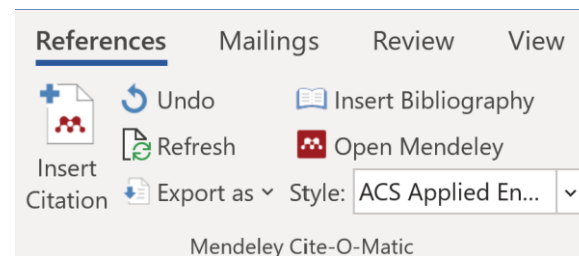 References Mailings Review View
Undo Insert Bibliography
Refresh Open Mendeley
Insert
Citation Export as Style: ACS Applied En...
Mendeley Cite-O-Matic